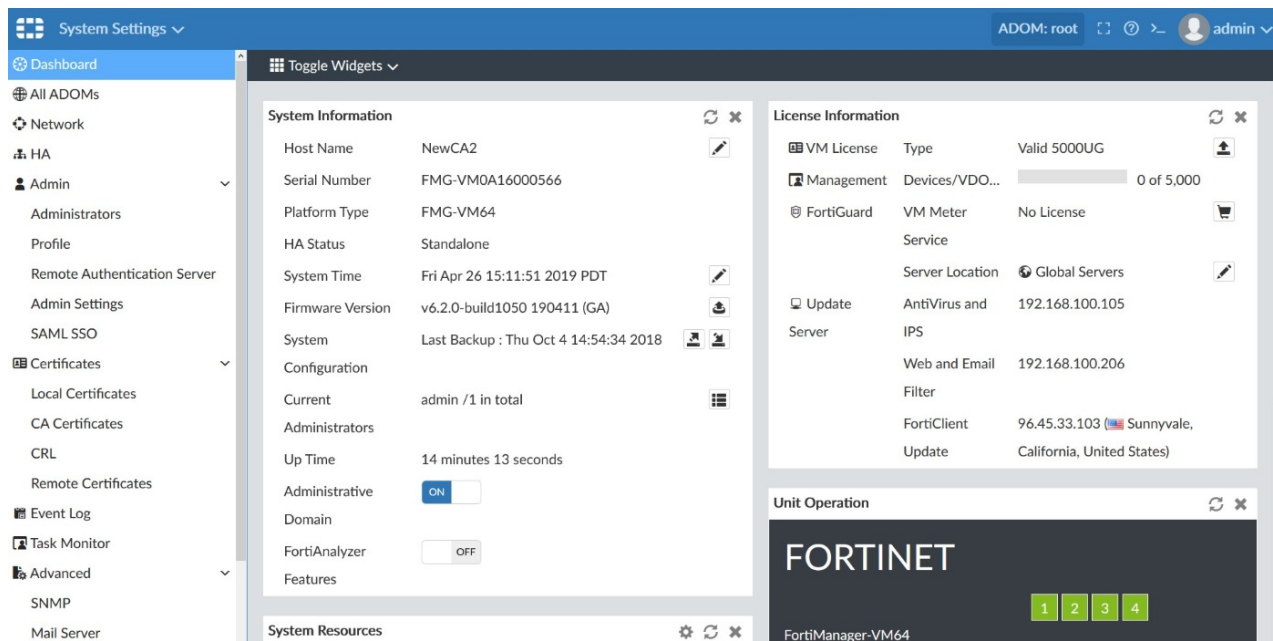 System Settings
ADOM: root
admin
Dashboard
All ADOMs
Network
HA
Admin
Administrators
Profile
Remote Authentication Server
Admin Settings
SAML SSO
Certificates
Local Certificates
CA Certificates
CRL
Remote Certificates
Event Log
Task Monitor
Advanced
SNMP
Mail Server
Toggle Widgets
System Information
Host Name NewCA2
Serial Number FMG-VM0A16000566
Platform Type FMG-VM64
HA Status Standalone
System Time Fri Apr 26 15:11:51 2019 PDT
Firmware Version v6.2.0-build1050 190411 (GA)
System Last Backup : Thu Oct 4 14:54:34 2018
Configuration
Current admin /1 in total
Administrators
Up Time 14 minutes 13 seconds
Administrative ON
Domain
FortiAnalyzer OFF
Features
System Resources
License Information
VM License Type Valid 5000UG
Management Devices/VDO... 0 of 5,000
FortiGuard VM Meter No License
Service
Server Location Global Servers
Update AntiVirus and 192.168.100.105
Server IPS
Web and Email 192.168.100.206
Filter
FortiClient 96.45.33.103 ( Sunnyvale,
Update California, United States)
Unit Operation
FORTINET
1 2 3 4
FortiManager-VM64